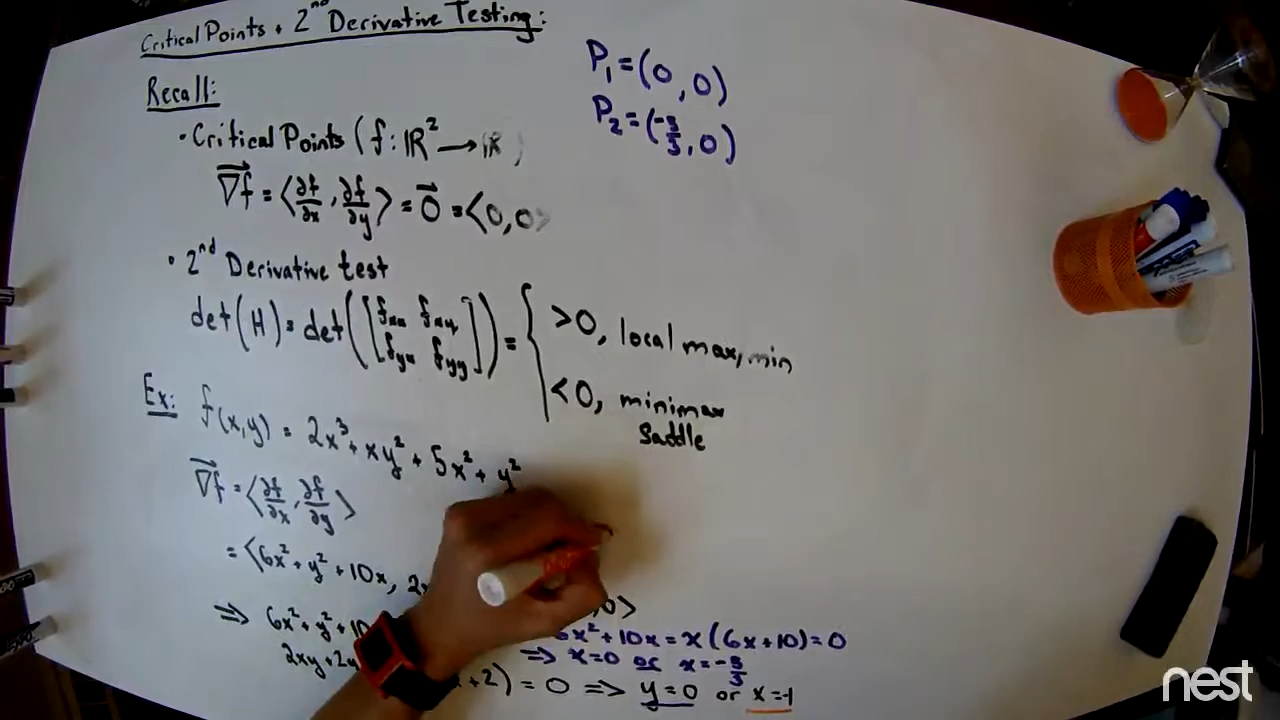 Critical Points + 2nd Derivative Testing:
Recall:
• Critical Points (f: ℝ² → ℝ)
∇f = ⟨∂f/∂x, ∂f/∂y⟩ = 0 = ⟨0,0⟩
• 2nd Derivative test
det(H) = det([fxx fxy fyx fyy]) = { >0, local max, min
<0, minimax
Saddle
Ex: f(x,y) = 2x³ + xy² + 5x² + y²
∇f = ⟨∂f/∂x, ∂f/∂y⟩
= ⟨6x² + y² + 10x, 2x
,0⟩
⇒ 6x² + y² + 10
2xy + 2y
x + 2) = 0 ⇒ y=0 or x=-1
6x² + 10x = x(6x+10) = 0
⇒ x=0 or x=-5/3
P₁ = (0, 0)
P₂ = (-5/3, 0)
nest